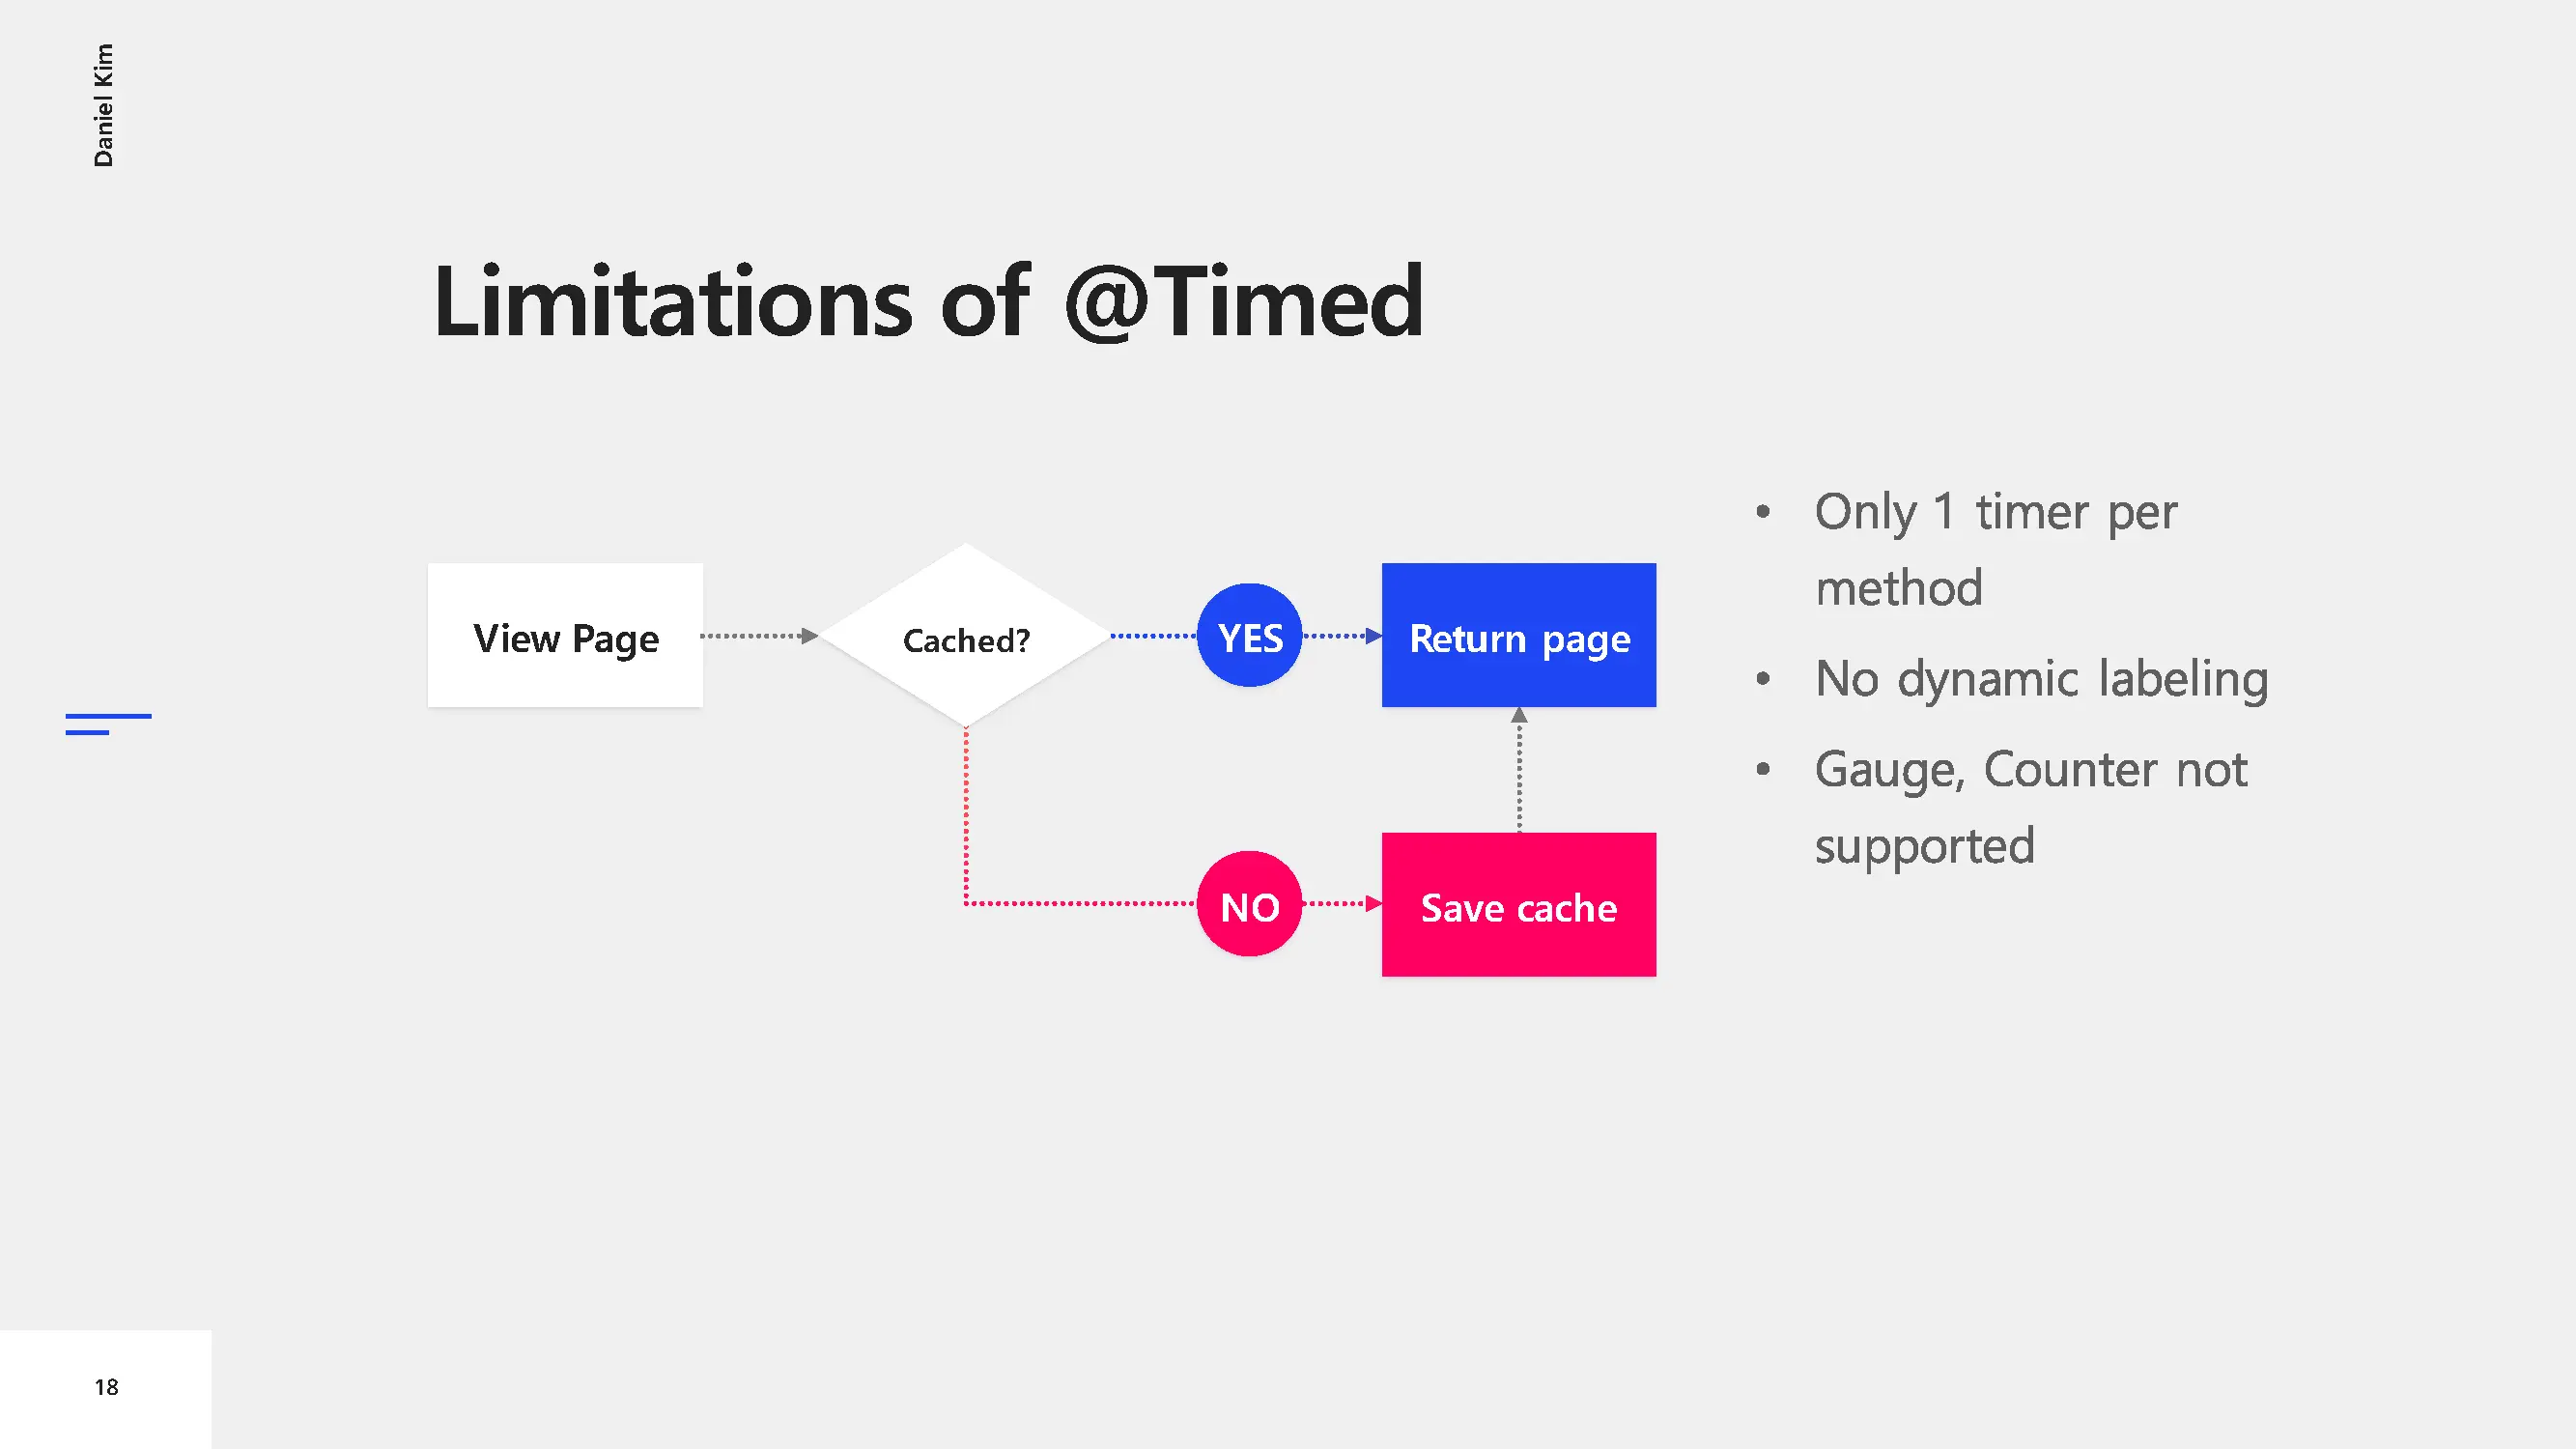 Daniel Kim
Limitations of @Timed
View Page
Cached?
YES
Return page
NO
Save cache
• Only 1 timer per
method
• No dynamic labeling
• Gauge, Counter not
supported
18